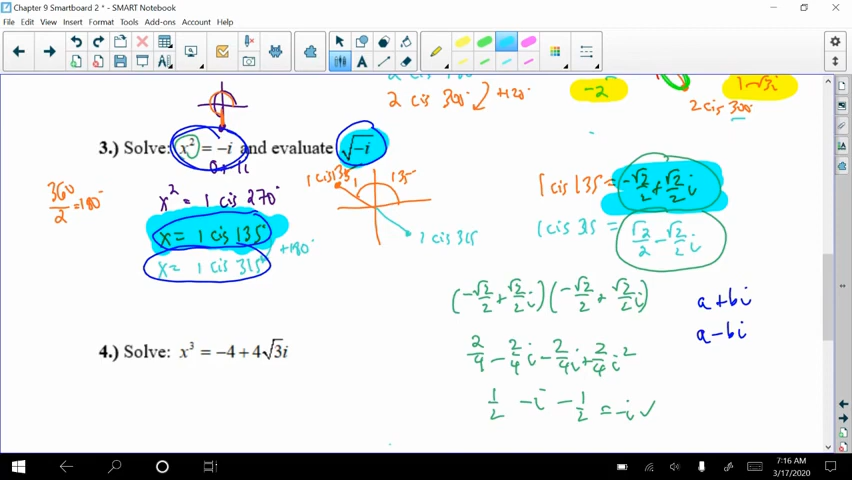 Chapter 9 Smartboard 2 * - SMART Notebook
File Edit View Insert Format Tools Add-ons Account Help
2 cis 300° +120°
-2
1-√3i
2 cis 300°
3.) Solve: x² = -i and evaluate √-i
0 + 1i
x² = 1 cis 270°
360/2 = 180°
x = 1 cis 135°
x = 1 cis 315°
+180°
1 cis 135
135°
1 cis 315
1 cis 135 = -√2/2 + √2/2 i
1 cis 315 = √2/2 - √2/2 i
(-√2/2 + √2/2 i)(-√2/2 + √2/2 i)
a + bi
a - bi
2/4 - 2/4 i - 2/4 i + 2/4 i²
1/2 - i - 1/2 = -i ✓
4.) Solve: x³ = -4 + 4√3i
7:16 AM
3/17/2020